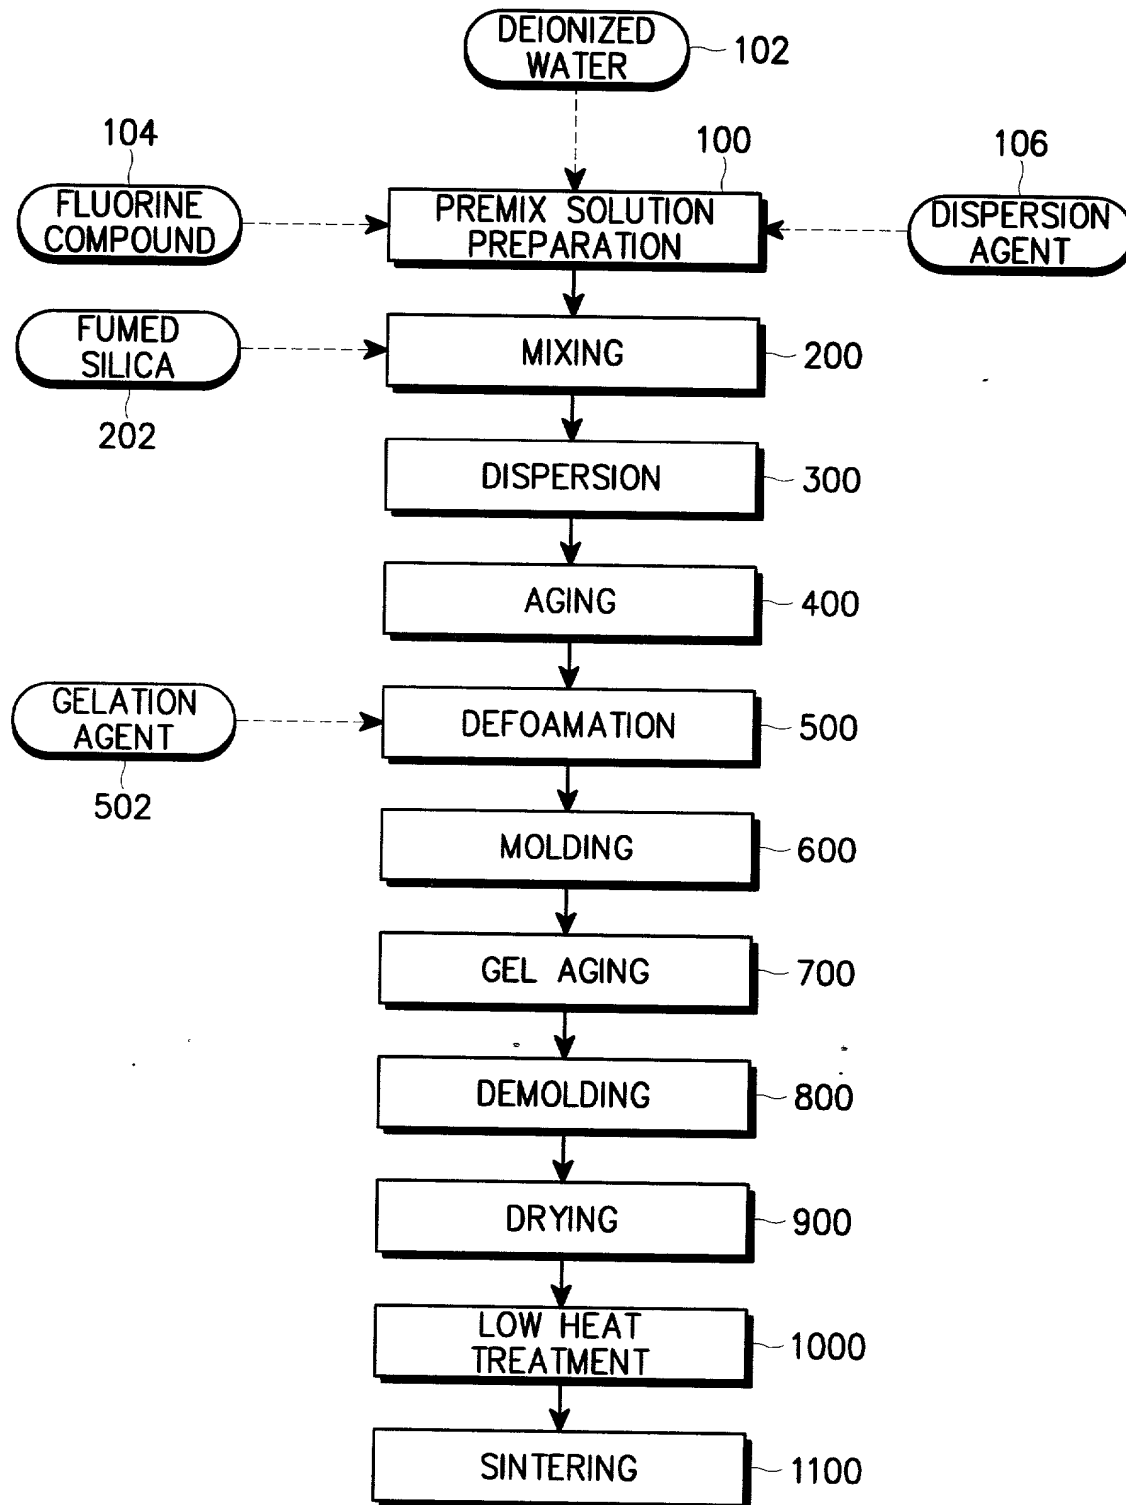 DEIONIZED
WATER
102
104
100
106
FLUORINE
COMPOUND
PREMIX SOLUTION
PREPARATION
DISPERSION
AGENT
FUMED
SILICA
202
MIXING
200
DISPERSION
300
AGING
400
GELATION
AGENT
502
DEFOAMATION
500
MOLDING
600
GEL AGING
700
DEMOLDING
800
DRYING
900
LOW HEAT
TREATMENT
1000
SINTERING
1100